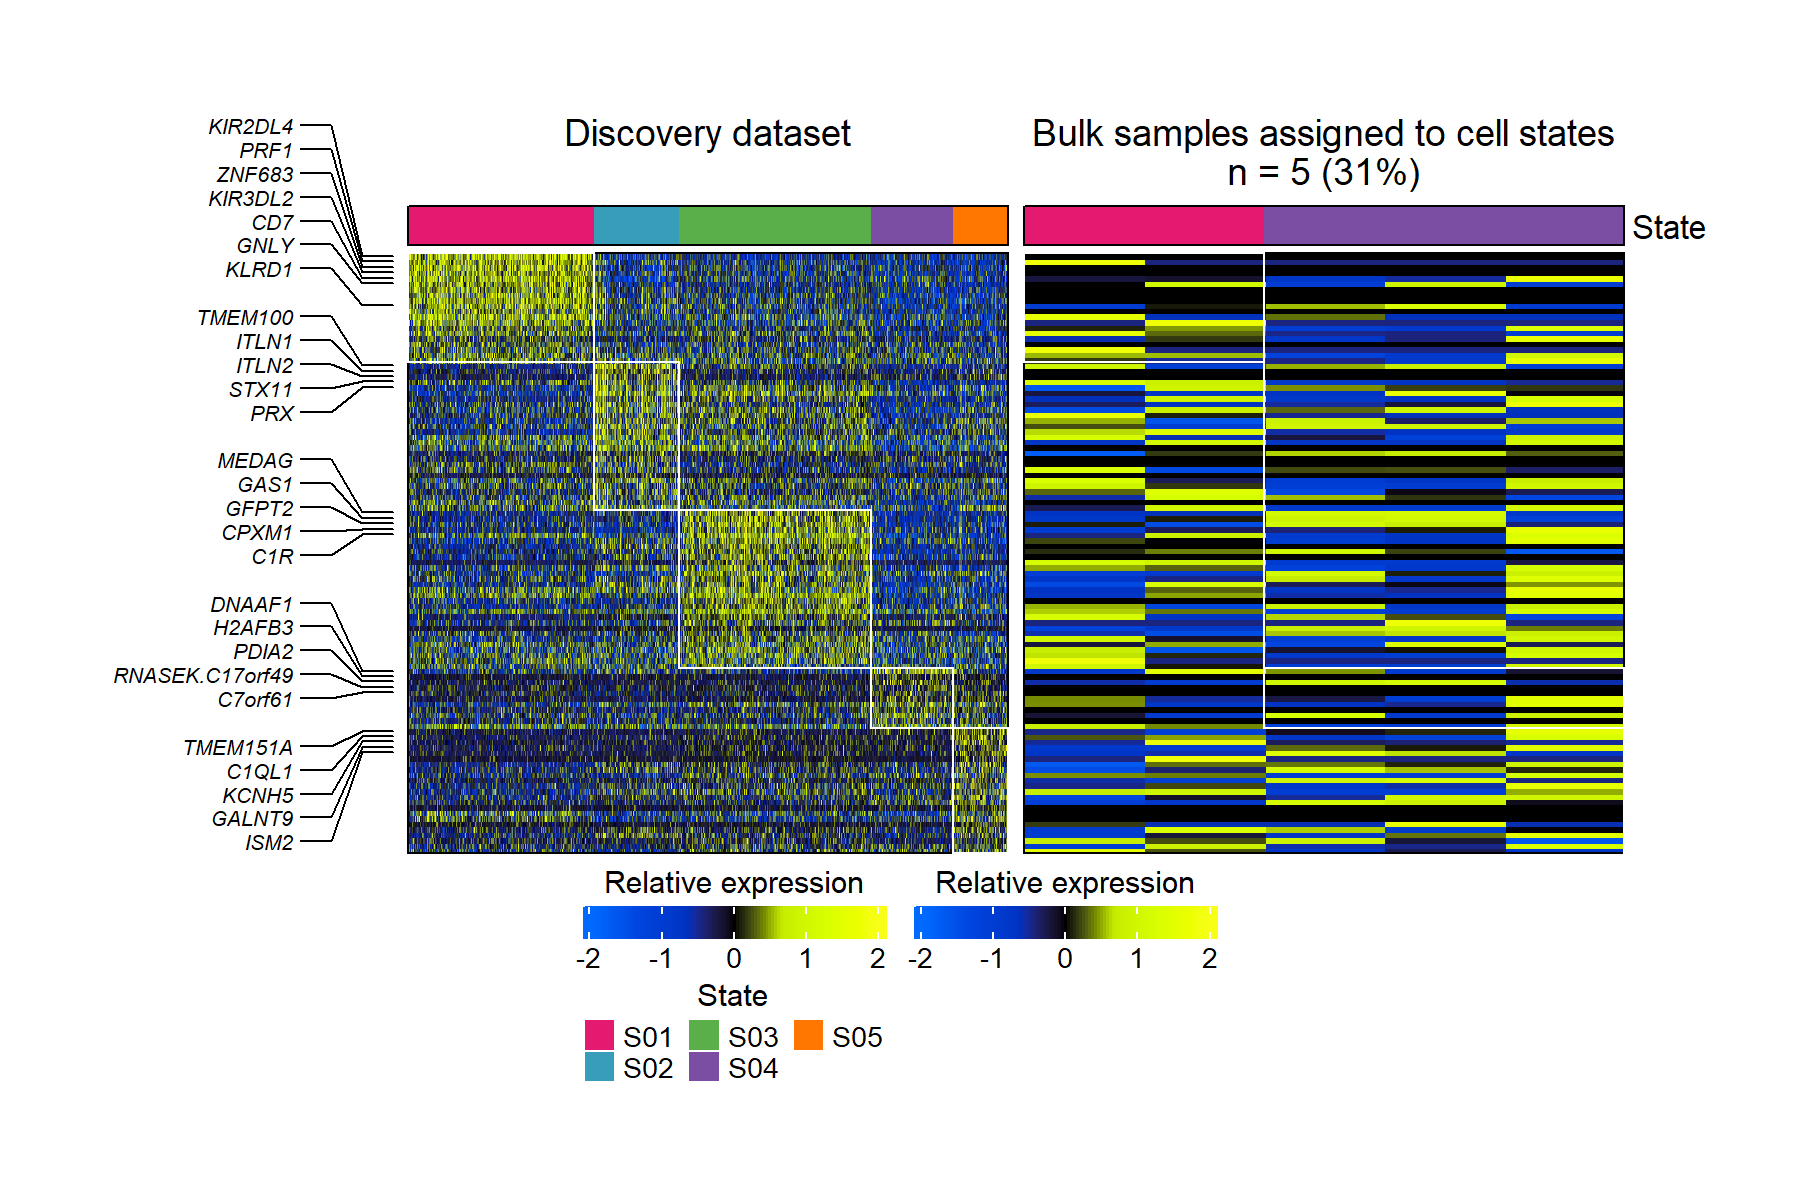 Discovery dataset
Bulk samples assigned to cell states
n = 5 (31%)
State
KIR2DL4
PRF1
ZNF683
KIR3DL2
CD7
GNLY
KLRD1
TMEM100
ITLN1
ITLN2
STX11
PRX
MEDAG
GAS1
GFPT2
CPXM1
C1R
DNAAF1
H2AFB3
PDIA2
RNASEK.C17orf49
C7orf61
TMEM151A
C1QL1
KCNH5
GALNT9
ISM2
Relative expression
-2 -1 0 1 2
Relative expression
-2 -1 0 1 2
State
S01 S03 S05
S02 S04